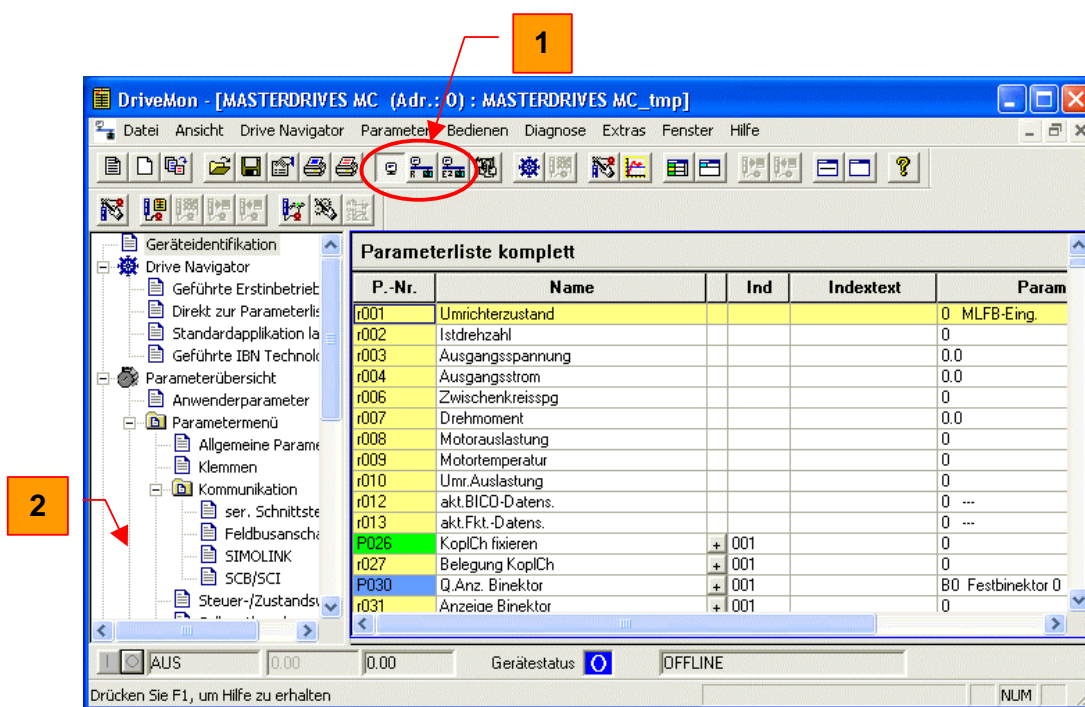 1
DriveMon - [MASTERDRIVES MC (Adr.: 0) : MASTERDRIVES MC_tmp]
Datei Ansicht Drive Navigator Parameter Bedienen Diagnose Extras Fenster Hilfe
Geräteidentifikation
Drive Navigator
Geführte Erstinbetrieb
Direkt zur Parameterlis
Standardapplikation la
Geführte IBN Technolo
Parameterübersicht
Anwenderparameter
Parametermenü
Allgemeine Parame
Klemmen
Kommunikation
ser. Schnittste
Feldbusanscha
SIMOLINK
SCB/SCI
Steuer-/Zustandsw
2
Parameterliste komplett
P.-Nr. Name Ind Indextext Param
r001 Umrichterzustand 0 MLFB-Eing.
r002 Istdrehzahl 0
r003 Ausgangsspannung 0.0
r004 Ausgangsstrom 0.0
r006 Zwischenkreisspg 0
r007 Drehmoment 0.0
r008 Motorauslastung 0
r009 Motortemperatur 0
r010 Umr.Auslastung 0
r012 akt.BICO-Datens. 0 ---
r013 akt.Fkt.-Datens. 0 ---
P026 KoplCh fixieren + 001 0
r027 Belegung KoplCh + 001 0
P030 Q.Anz. Binektor + 001 B0 Festbinektor 0
r031 Anzeige Binektor + 001 0
AUS 0.00 0.00 Gerätestatus OFFLINE
Drücken Sie F1, um Hilfe zu erhalten NUM